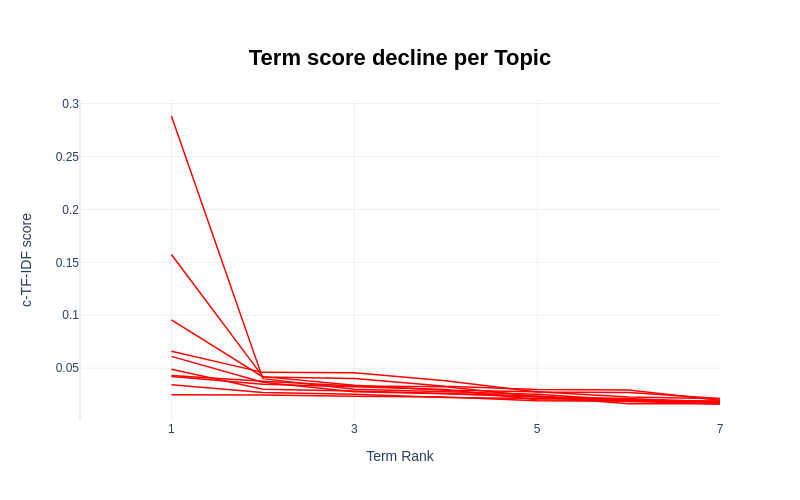 Term score decline per Topic
0.3
0.25
0.2
0.15
0.1
0.05
c-TF-IDF score
1 3 5 7
Term Rank